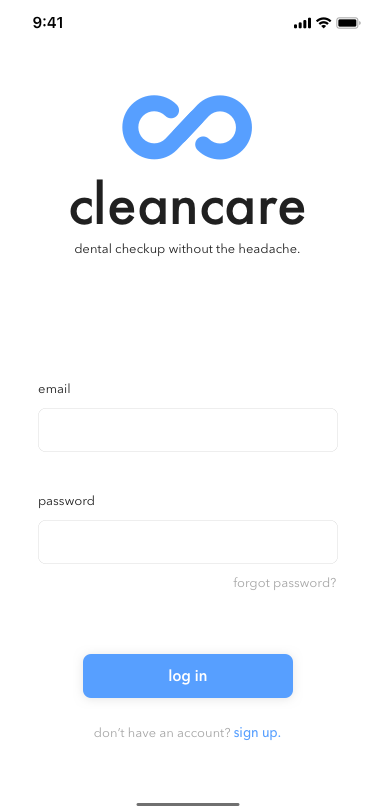 9:41
cleancare
dental checkup without the headache.
email
password
forgot password?
log in
don't have an account? sign up.